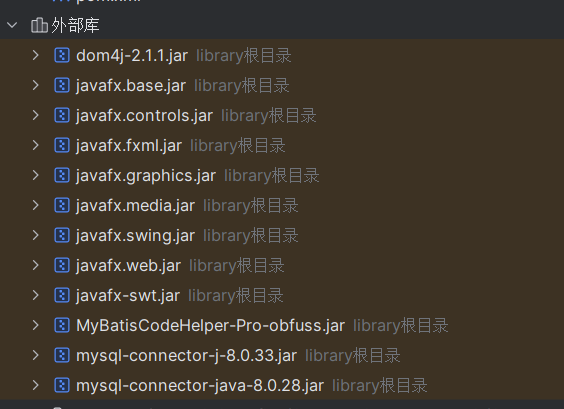 外部库
dom4j-2.1.1.jar library根目录
javafx.base.jar library根目录
javafx.controls.jar library根目录
javafx.fxml.jar library根目录
javafx.graphics.jar library根目录
javafx.media.jar library根目录
javafx.swing.jar library根目录
javafx.web.jar library根目录
javafx-swt.jar library根目录
MyBatisCodeHelper-Pro-obfuss.jar library根目录
mysql-connector-j-8.0.33.jar library根目录
mysql-connector-java-8.0.28.jar library根目录